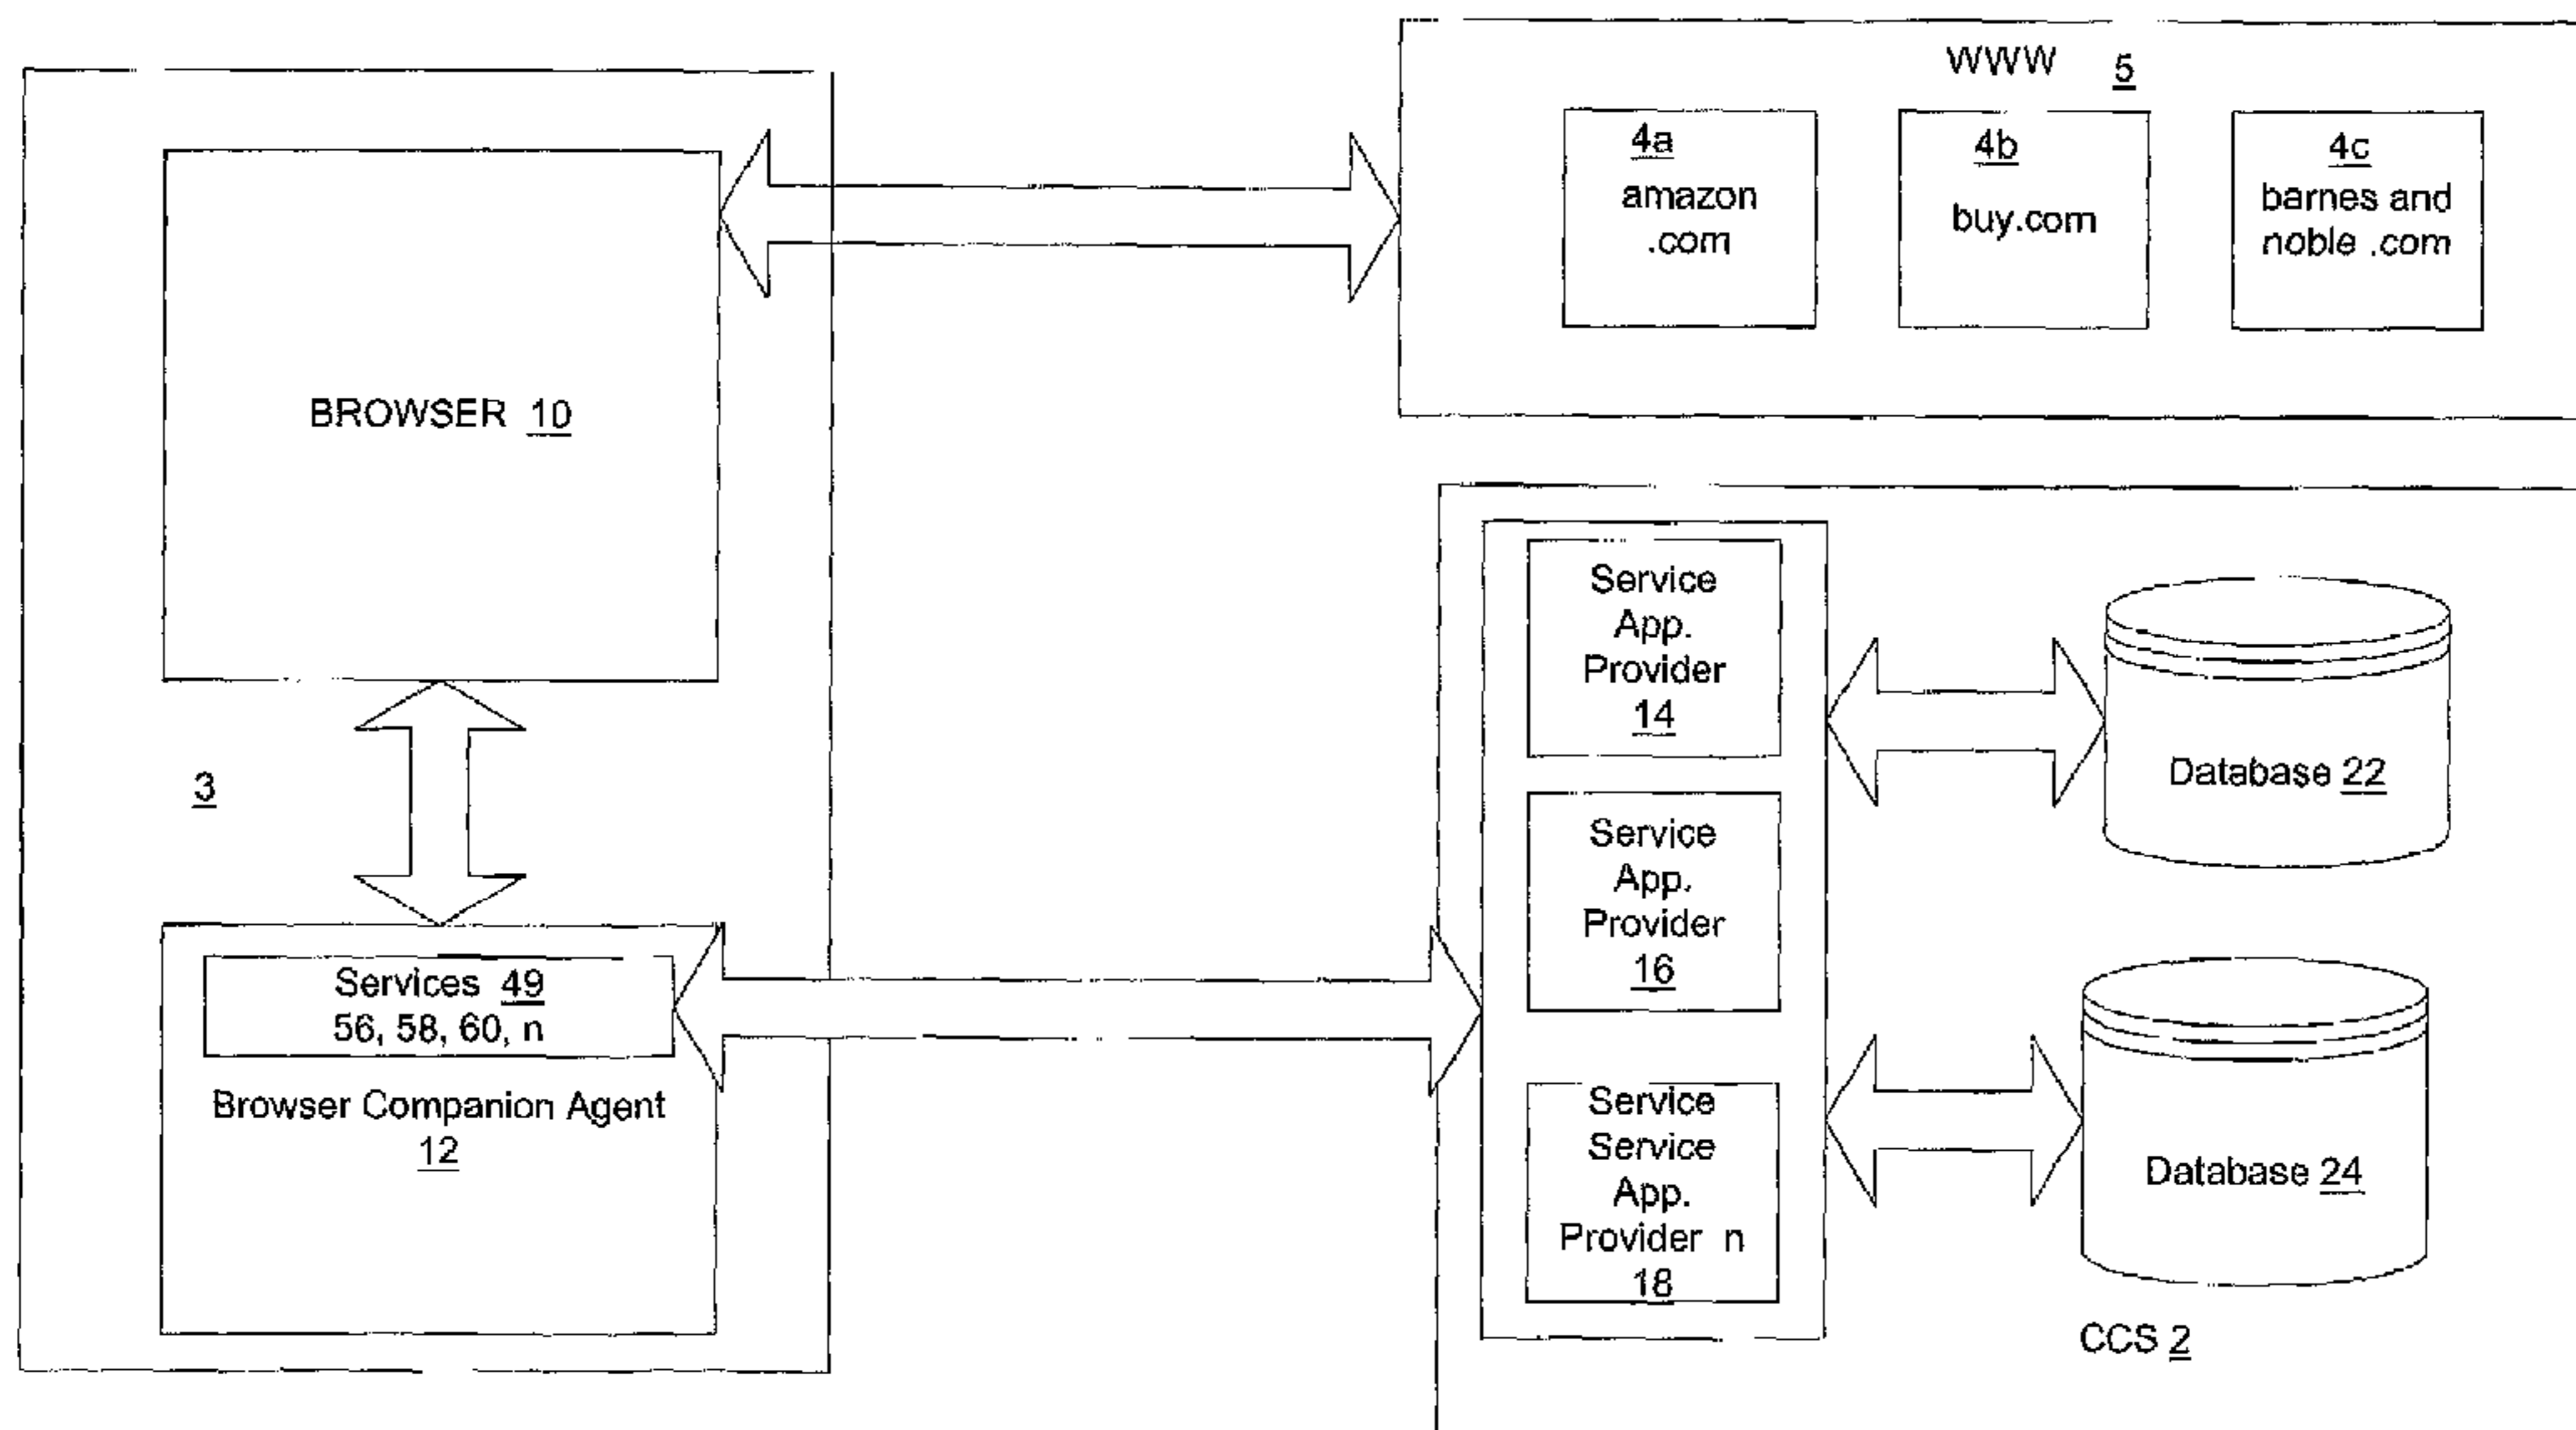 WWW 5
4a
amazon
.com
4b
buy.com
4c
barnes and
noble .com
BROWSER 10
3
Services 49
56, 58, 60, n
Browser Companion Agent
12
Service
App.
Provider
14
Service
App.
Provider
16
Service
Service
App.
Provider n
18
Database 22
Database 24
CCS 2